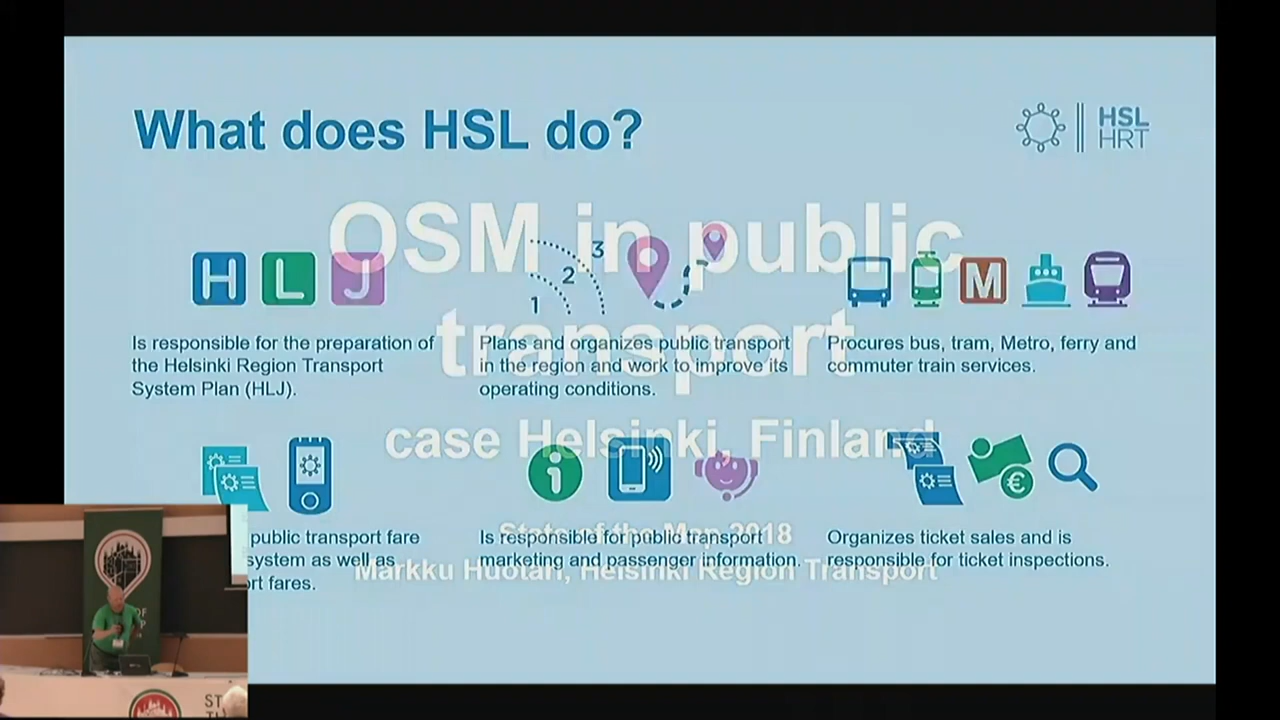 What does HSL do?
HSL
HRT
OSM in public
transport
case Helsinki, Finland
State of the Map 2018
Markku Huotari, Helsinki Region Transport
H L J
Is responsible for the preparation of
the Helsinki Region Transport
System Plan (HLJ).
1 2 3
Plans and organizes public transport
in the region and work to improve its
operating conditions.
M
Procures bus, tram, Metro, ferry and
commuter train services.
public transport fare
system as well as
fares.
i
Is responsible for public transport
marketing and passenger information.
€
Organizes ticket sales and is
responsible for ticket inspections.
OF
ST